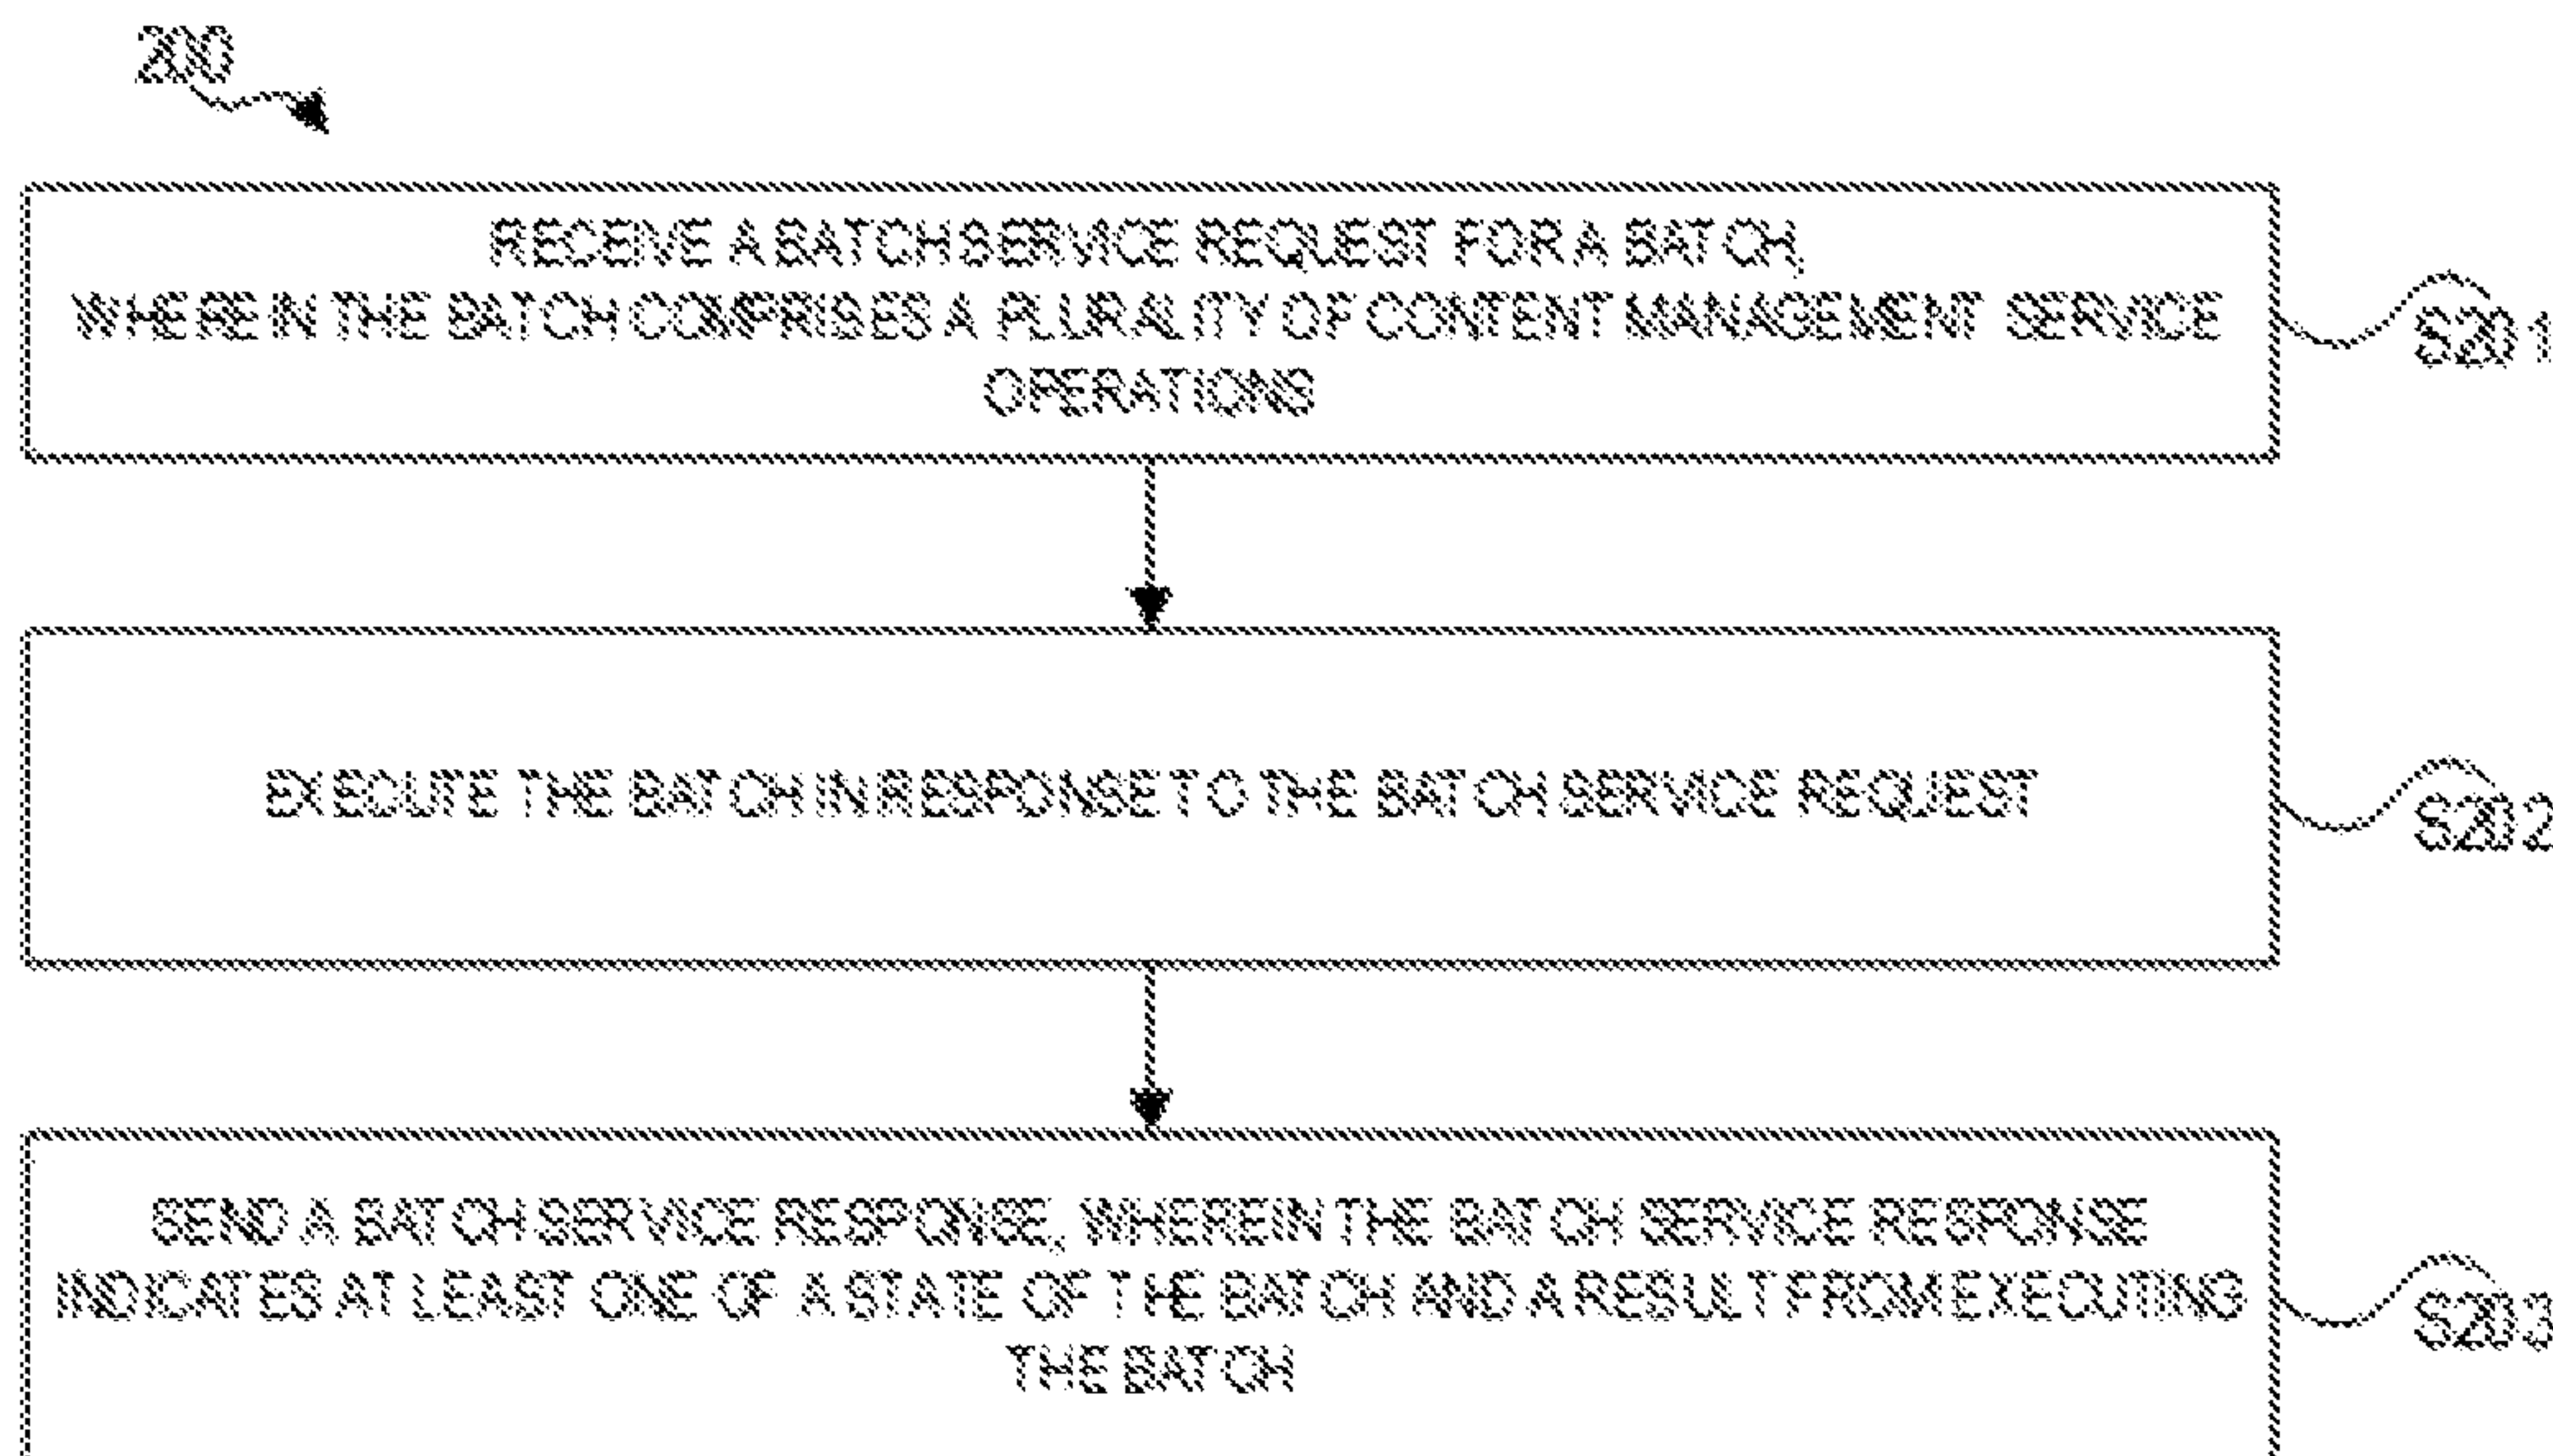 200
RECEIVE A BATCH SERVICE REQUEST FOR A BATCH,
WHEREIN THE BATCH COMPRISES A PLURALITY OF CONTENT MANAGEMENT SERVICE
OPERATIONS
S201
EXECUTE THE BATCH IN RESPONSE TO THE BATCH SERVICE REQUEST
S202
SEND A BATCH SERVICE RESPONSE, WHEREIN THE BATCH SERVICE RESPONSE
INDICATES AT LEAST ONE OF A STATE OF THE BATCH AND A RESULT FROM EXECUTING
THE BATCH
S203